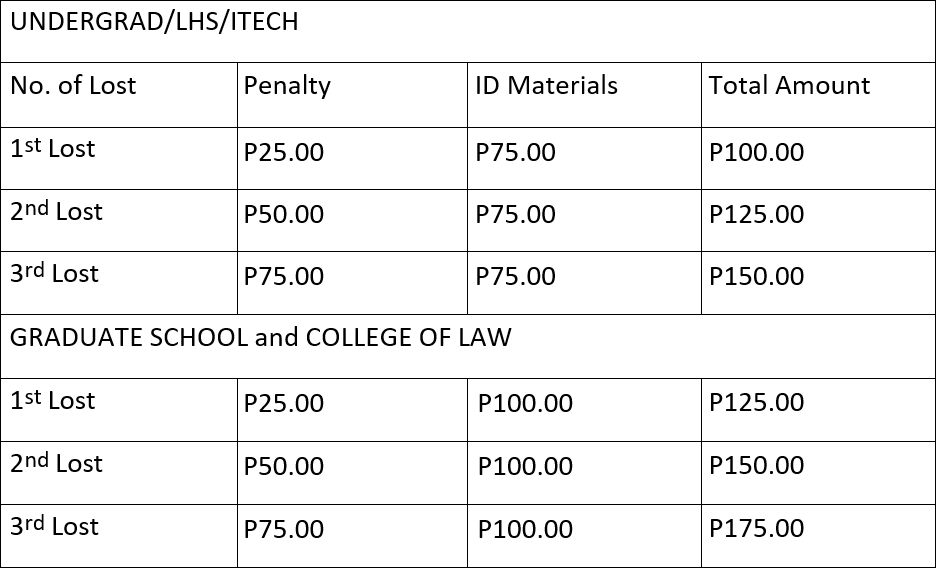 UNDERGRAD/LHS/ITECH
No. of Lost Penalty ID Materials Total Amount
1st Lost P25.00 P75.00 P100.00
2nd Lost P50.00 P75.00 P125.00
3rd Lost P75.00 P75.00 P150.00
GRADUATE SCHOOL and COLLEGE OF LAW
1st Lost P25.00 P100.00 P125.00
2nd Lost P50.00 P100.00 P150.00
3rd Lost P75.00 P100.00 P175.00